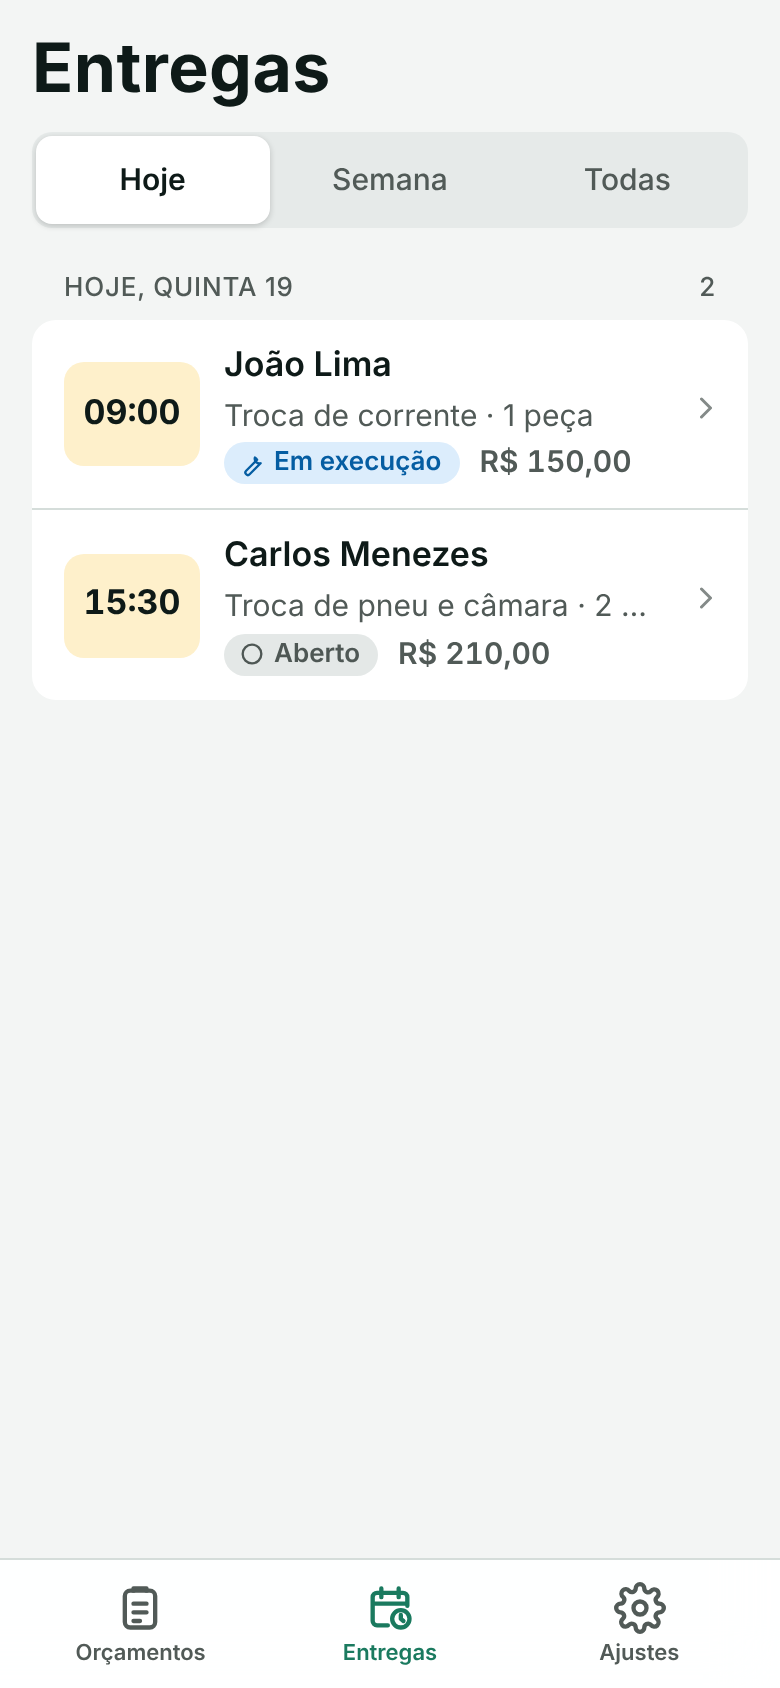 Entregas
Hoje
Semana
Todas
HOJE, QUINTA 19
2
09:00
João Lima
Troca de corrente · 1 peça
Em execução
R$ 150,00
15:30
Carlos Menezes
Troca de pneu e câmara · 2 ...
Aberto
R$ 210,00
Orçamentos
Entregas
Ajustes